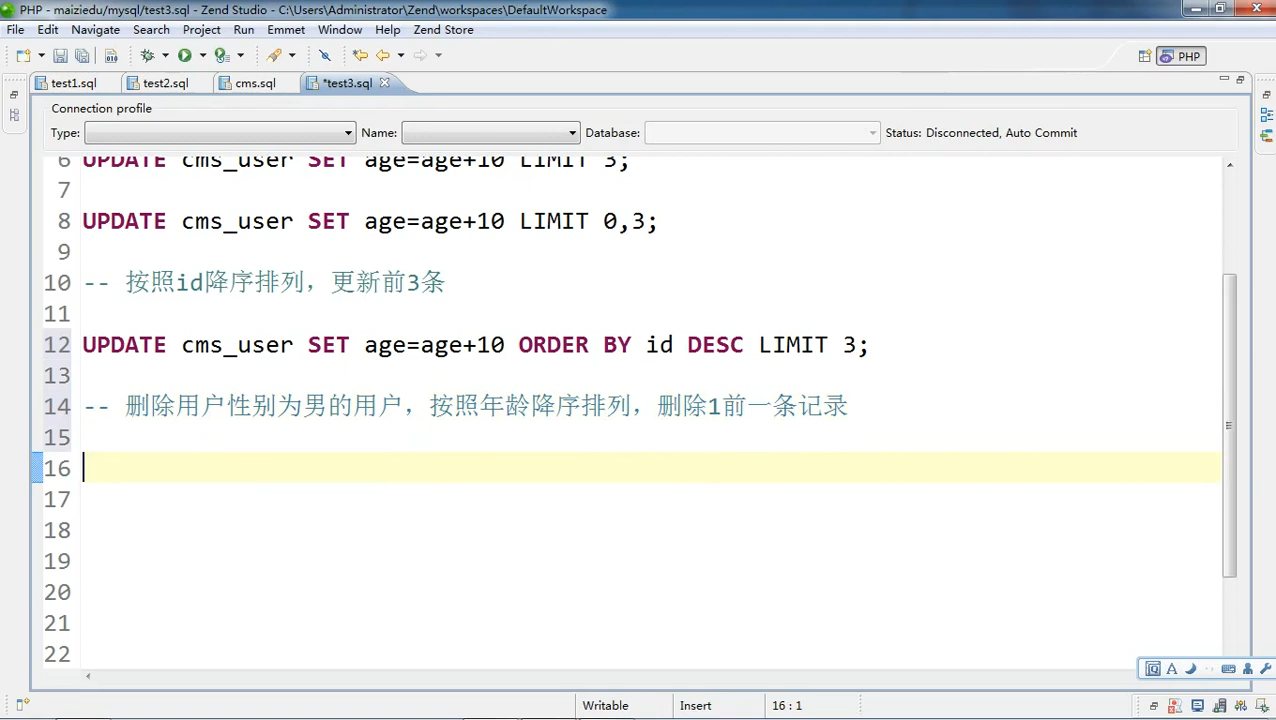 PHP - maiziedu/mysql/test3.sql - Zend Studio - C:\Users\Administrator\Zend\workspaces\DefaultWorkspace
File Edit Navigate Search Project Run Emmet Window Help Zend Store
PHP
test1.sql test2.sql cms.sql *test3.sql
Connection profile
Type: Name: Database: Status: Disconnected, Auto Commit
6 UPDATE cms_user SET age=age+10 LIMIT 3;
7
8 UPDATE cms_user SET age=age+10 LIMIT 0,3;
9
10 -- 按照id降序排列，更新前3条
11
12 UPDATE cms_user SET age=age+10 ORDER BY id DESC LIMIT 3;
13
14 -- 删除用户性别为男的用户，按照年龄降序排列，删除1前一条记录
15
16
17
18
19
20
21
22
Writable Insert 16 : 1